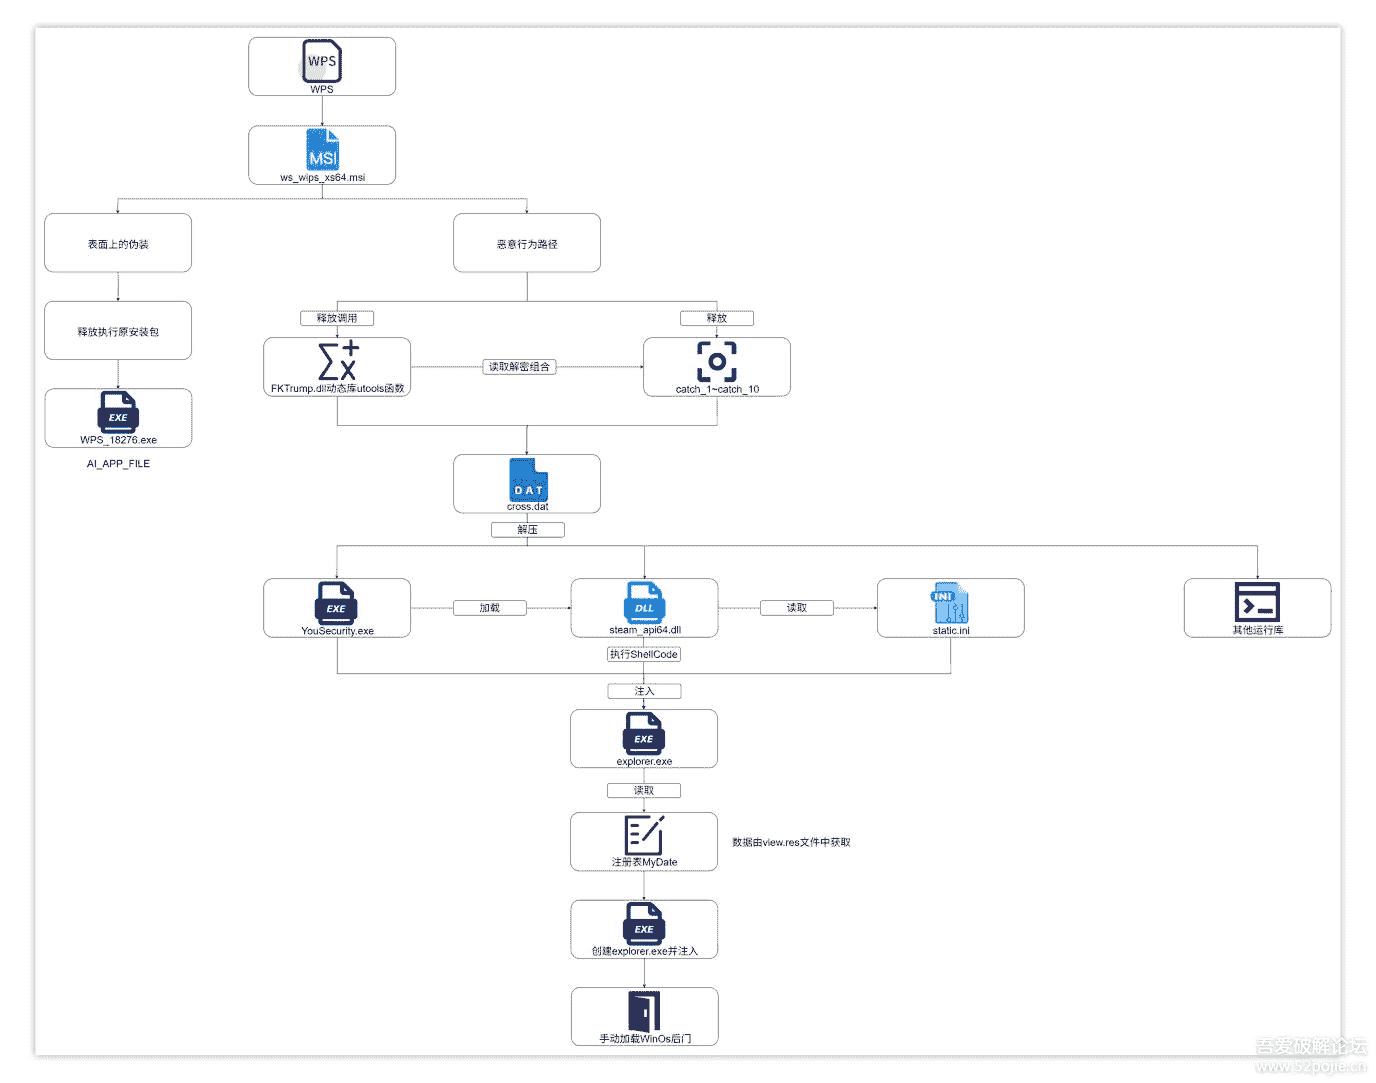 WPS
WPS
MSI
ws_wips_xs64.msi
表面上的伪装
恶意行为路径
释放执行原安装包
释放调用
释放
FKTrump.dll动态库utools函数
读取解密组合
catch_1~catch_10
EXE
WPS_18276.exe
AI_APP_FILE
DAT
cross.dat
解压
EXE
YouSecurity.exe
加载
DLL
steam_api64.dll
读取
INI
static.ini
其他运行库
执行ShellCode
注入
EXE
explorer.exe
读取
注册表MyDate
数据由view.res文件中获取
EXE
创建explorer.exe并注入
手动加载WinOs后门
吾爱破解论坛
www.52pojie.cn